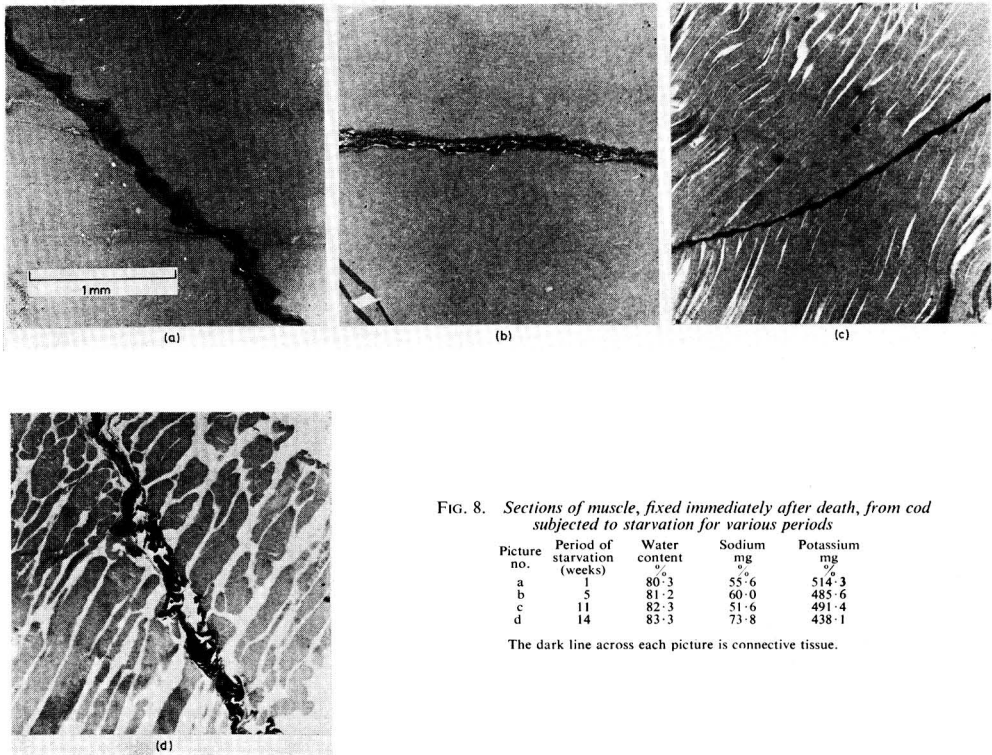 1 mm
(a)
(b)
(c)
(d)
FIG. 8. Sections of muscle, fixed immediately after death, from cod
subjected to starvation for various periods
Picture no. Period of starvation (weeks) Water content % Sodium mg % Potassium mg %
a 1 80·3 55·6 514·3
b 5 81·2 60·0 485·6
c 11 82·3 51·6 491·4
d 14 83·3 73·8 438·1
The dark line across each picture is connective tissue.